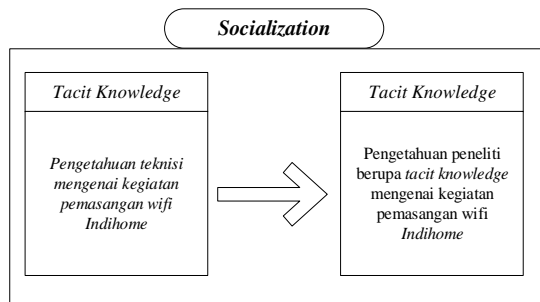 Socialization
Tacit Knowledge
Pengetahuan teknisi
mengenai kegiatan
pemasangan wifi
Indihome
Tacit Knowledge
Pengetahuan peneliti
berupa tacit knowledge
mengenai kegiatan
pemasangan wifi
Indihome